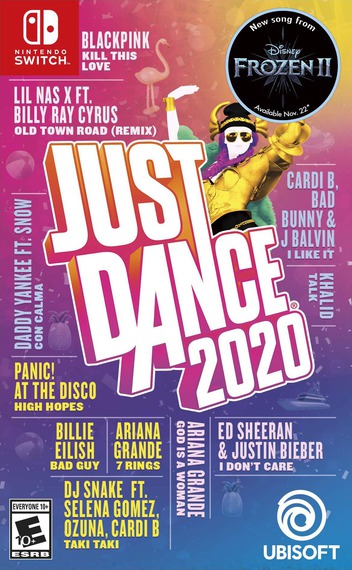 NINTENDO
SWITCH™
BLACKPINK
KILL THIS
LOVE
New song from
Disney
FROZEN II
Available Nov. 22*
LIL NAS X FT.
BILLY RAY CYRUS
OLD TOWN ROAD (REMIX)
JUST
DANCE
2020
®
CARDI B,
BAD
BUNNY &
J BALVIN
I LIKE IT
DADDY YANKEE FT. SNOW
CON CALMA
KHALID
TALK
PANIC!
AT THE DISCO
HIGH HOPES
BILLIE
EILISH
BAD GUY
ARIANA
GRANDE
7 RINGS
ARIANA GRANDE
GOD IS A WOMAN
ED SHEERAN
& JUSTIN BIEBER
I DON'T CARE
DJ SNAKE FT.
SELENA GOMEZ,
OZUNA, CARDI B
TAKI TAKI
EVERYONE 10+
E
10+
ESRB
UBISOFT